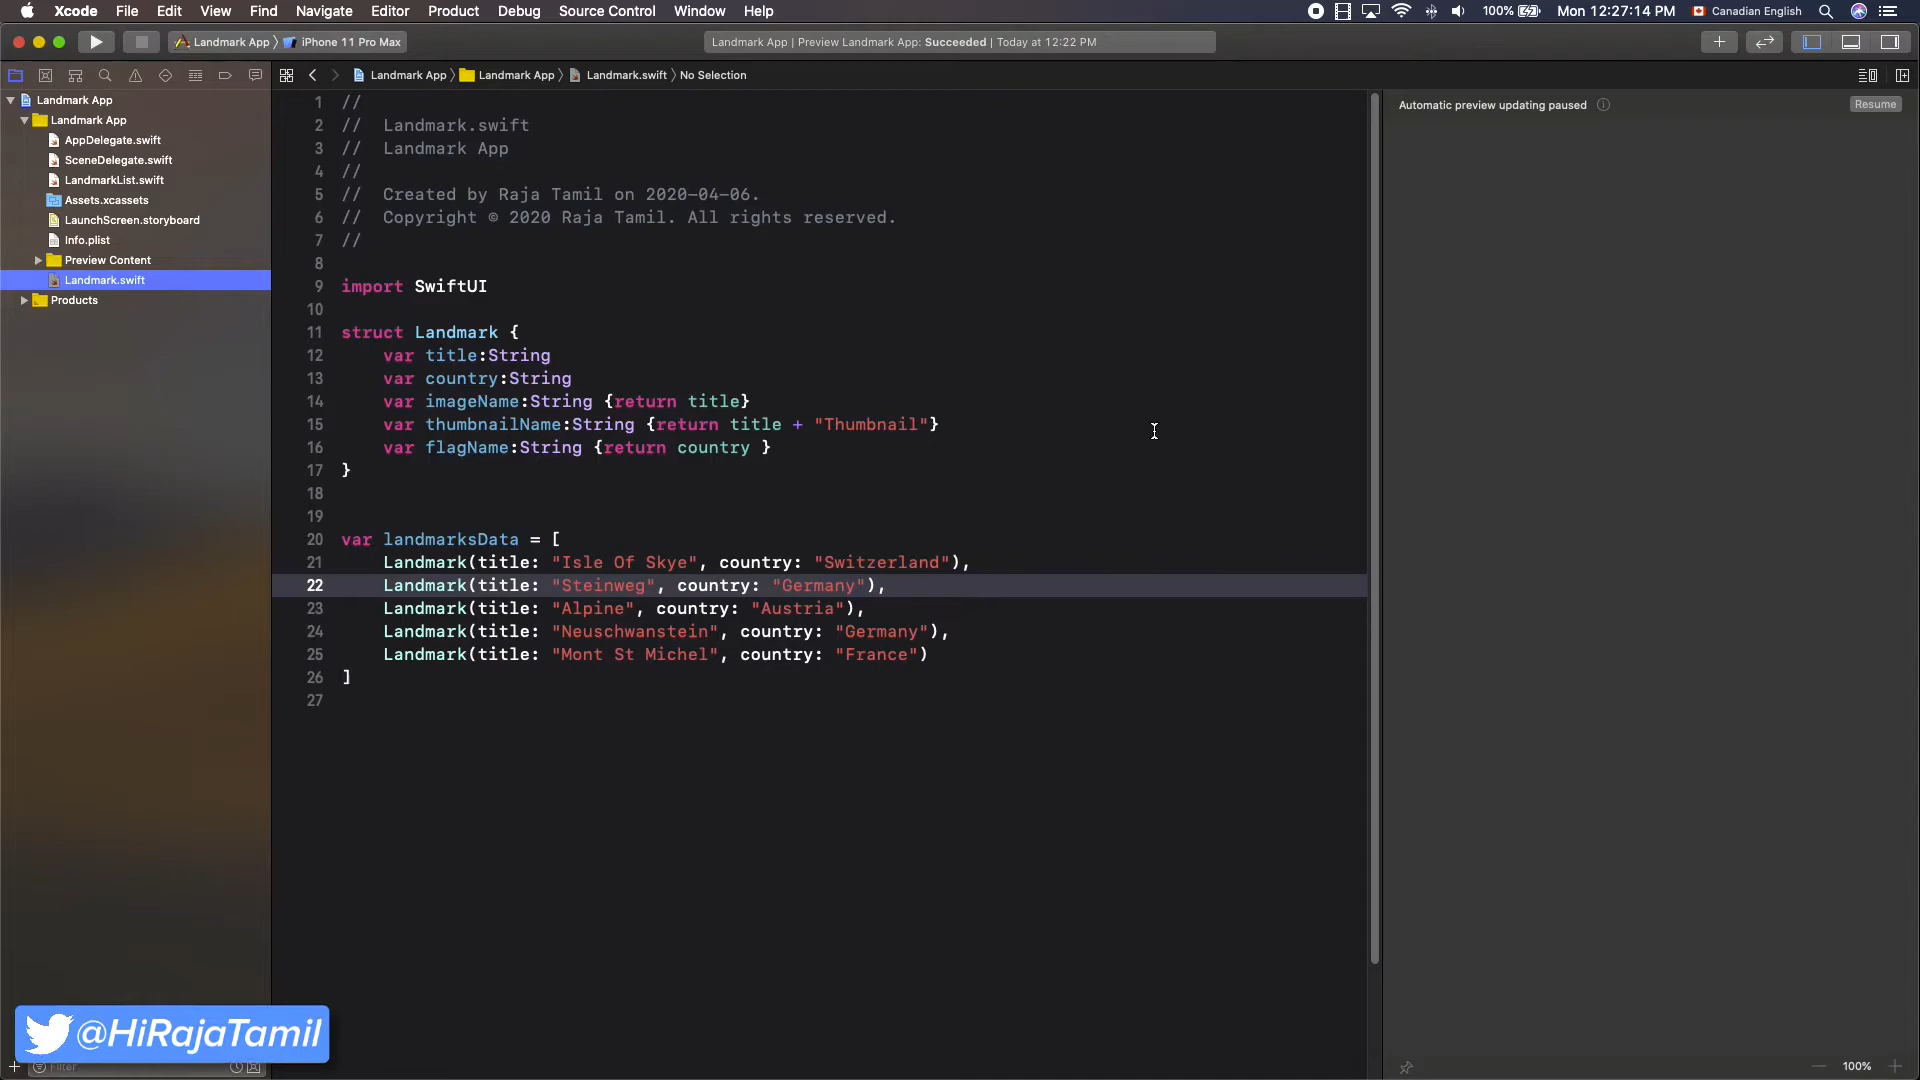 Xcode File Edit View Find Navigate Editor Product Debug Source Control Window Help 100% Mon 12:27:14 PM Canadian English
Landmark App iPhone 11 Pro Max Landmark App | Preview Landmark App: Succeeded | Today at 12:22 PM
Landmark App Landmark App Landmark.swift No Selection
Automatic preview updating paused Resume
Landmark App
Landmark App
AppDelegate.swift
SceneDelegate.swift
LandmarkList.swift
Assets.xcassets
LaunchScreen.storyboard
Info.plist
Preview Content
Landmark.swift
Products
1 //
2 // Landmark.swift
3 // Landmark App
4 //
5 // Created by Raja Tamil on 2020-04-06.
6 // Copyright © 2020 Raja Tamil. All rights reserved.
7 //
8
9 import SwiftUI
10
11 struct Landmark {
12 var title:String
13 var country:String
14 var imageName:String {return title}
15 var thumbnailName:String {return title + "Thumbnail"}
16 var flagName:String {return country }
17 }
18
19
20 var landmarksData = [
21 Landmark(title: "Isle Of Skye", country: "Switzerland"),
22 Landmark(title: "Steinweg", country: "Germany"),
23 Landmark(title: "Alpine", country: "Austria"),
24 Landmark(title: "Neuschwanstein", country: "Germany"),
25 Landmark(title: "Mont St Michel", country: "France")
26 ]
27
@HiRajaTamil
Filter
100%